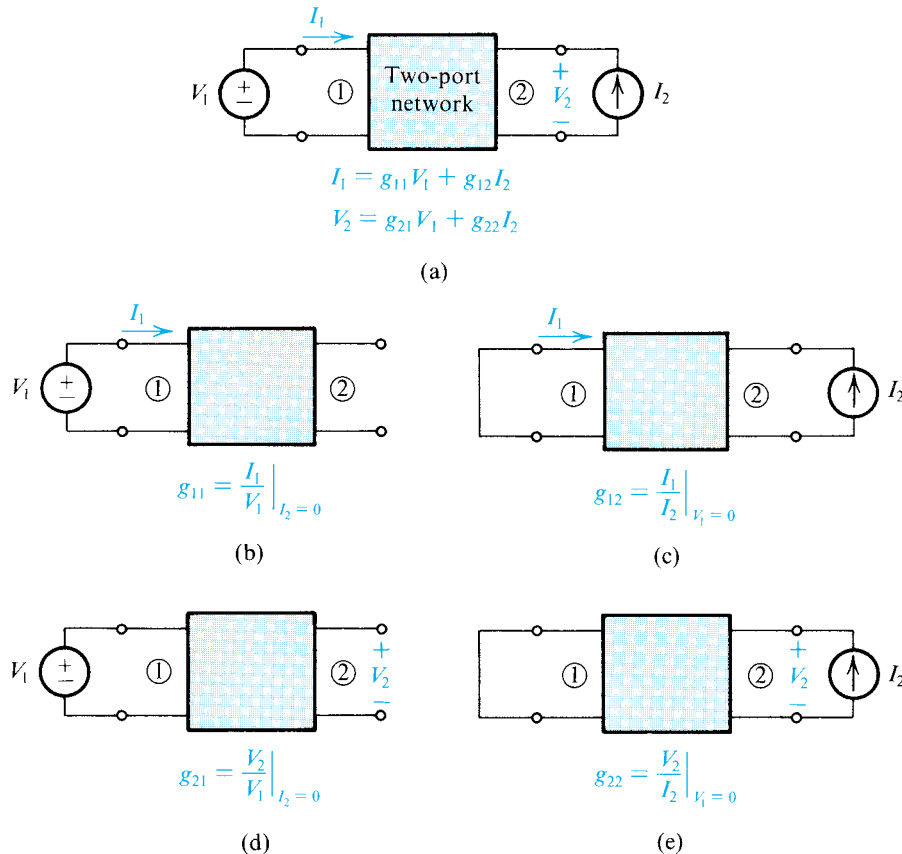 I₁
V₁
+
−
①
Two-port
network
②
+
V₂
−
I₂
I₁ = g₁₁V₁ + g₁₂I₂
V₂ = g₂₁V₁ + g₂₂I₂
(a)
I₁
V₁
+
−
①
②
g₁₁ = I₁/V₁ |I₂ = 0
(b)
I₁
①
②
I₂
g₁₂ = I₁/I₂ |V₁ = 0
(c)
V₁
+
−
①
②
+
V₂
−
g₂₁ = V₂/V₁ |I₂ = 0
(d)
①
②
+
V₂
−
I₂
g₂₂ = V₂/I₂ |V₁ = 0
(e)